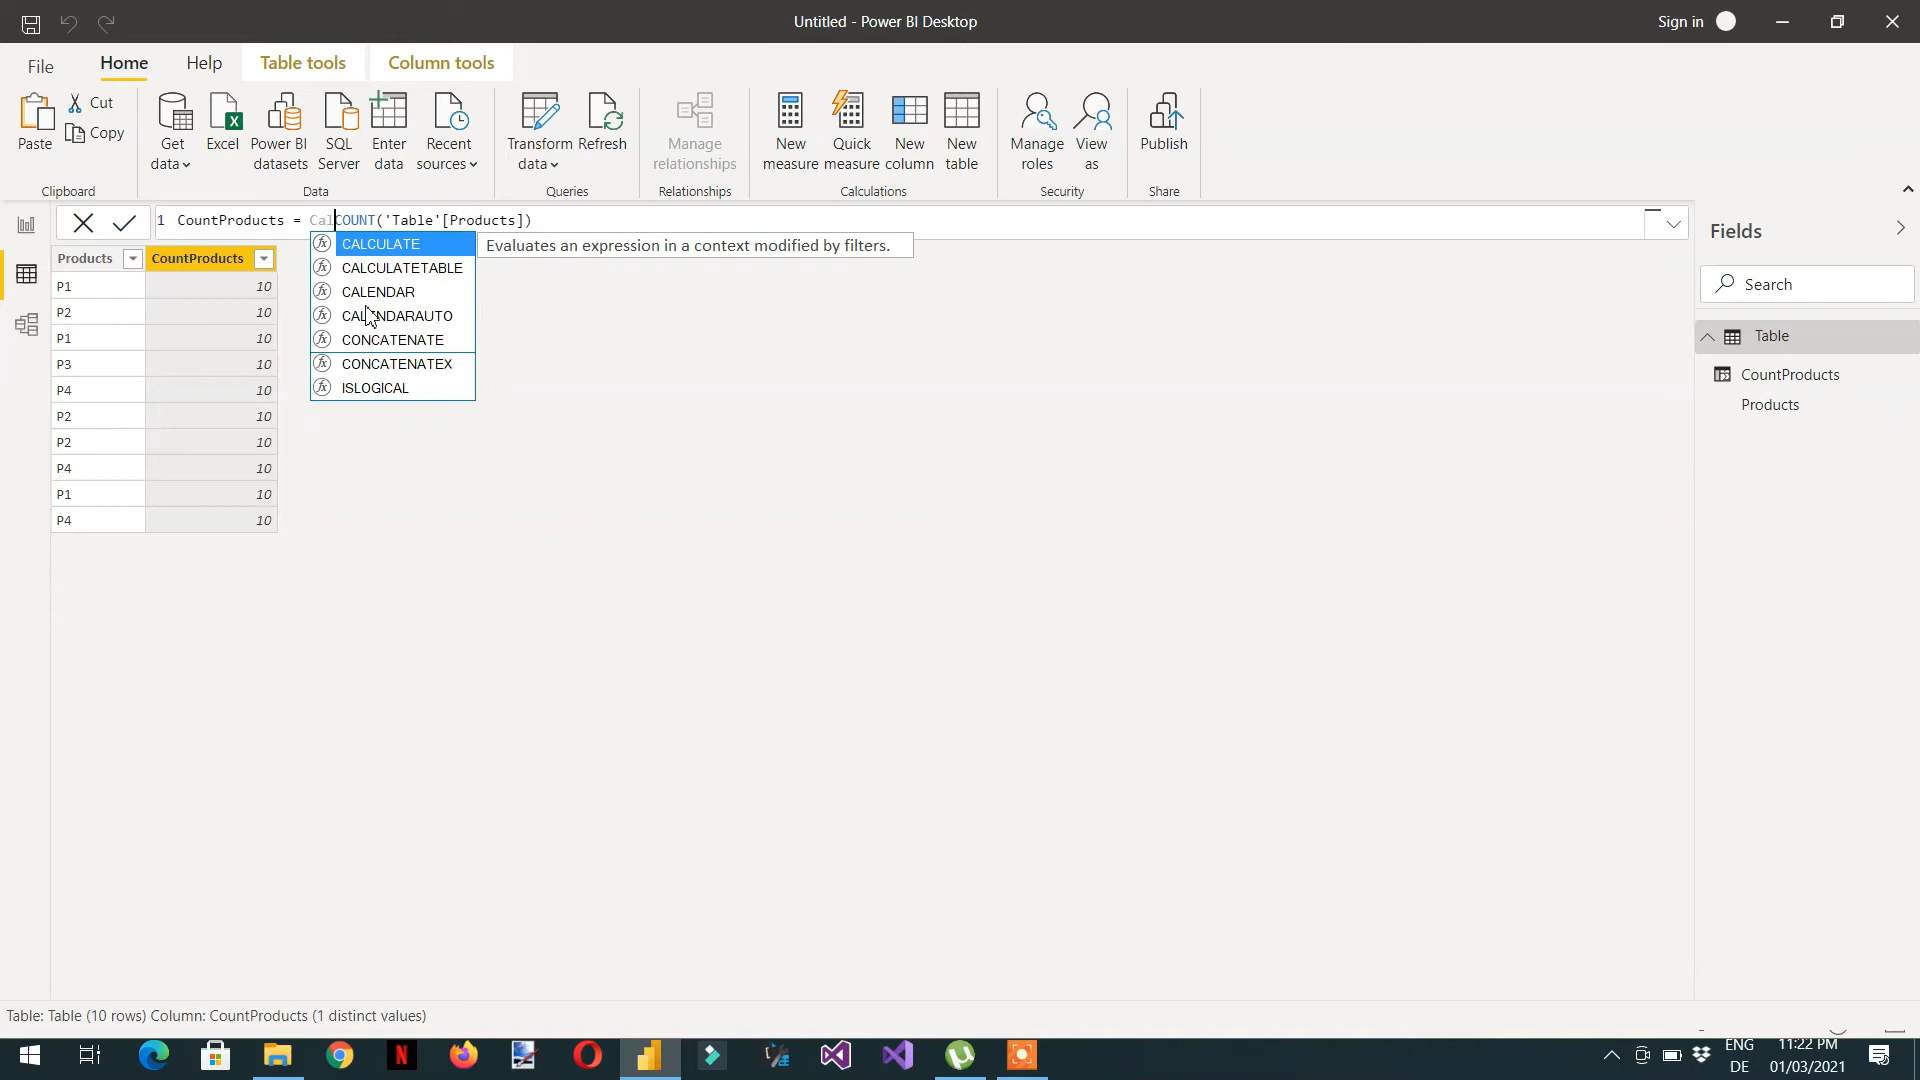 Untitled - Power BI Desktop
Sign in
File
Home
Help
Table tools
Column tools
Paste
Cut
Copy
Get data
Excel
Power BI datasets
SQL Server
Enter data
Recent sources
Transform data
Refresh
Manage relationships
New measure
Quick measure
New column
New table
Manage roles
View as
Publish
Clipboard
Data
Queries
Relationships
Calculations
Security
Share
1 CountProducts = CalCOUNT('Table'[Products])
CALCULATE
Evaluates an expression in a context modified by filters.
CALCULATETABLE
CALENDAR
CALENDARAUTO
CONCATENATE
CONCATENATEX
ISLOGICAL
Products CountProducts
P1 10
P2 10
P1 10
P3 10
P4 10
P2 10
P2 10
P4 10
P1 10
P4 10
Fields
Search
Table
CountProducts
Products
Table: Table (10 rows) Column: CountProducts (1 distinct values)
ENG
DE
11:22 PM
01/03/2021